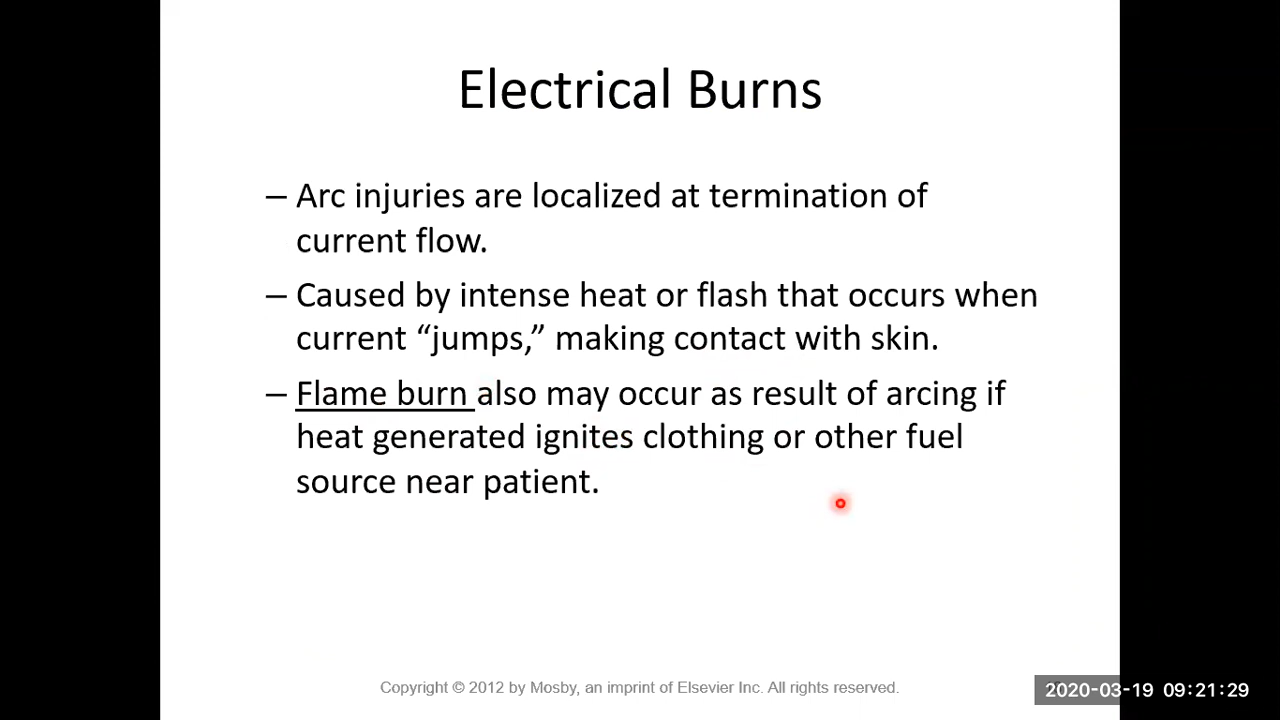 Electrical Burns
– Arc injuries are localized at termination of
current flow.
– Caused by intense heat or flash that occurs when
current “jumps,” making contact with skin.
– Flame burn also may occur as result of arcing if
heat generated ignites clothing or other fuel
source near patient.
Copyright © 2012 by Mosby, an imprint of Elsevier Inc. All rights reserved.
2020-03-19 09:21:29